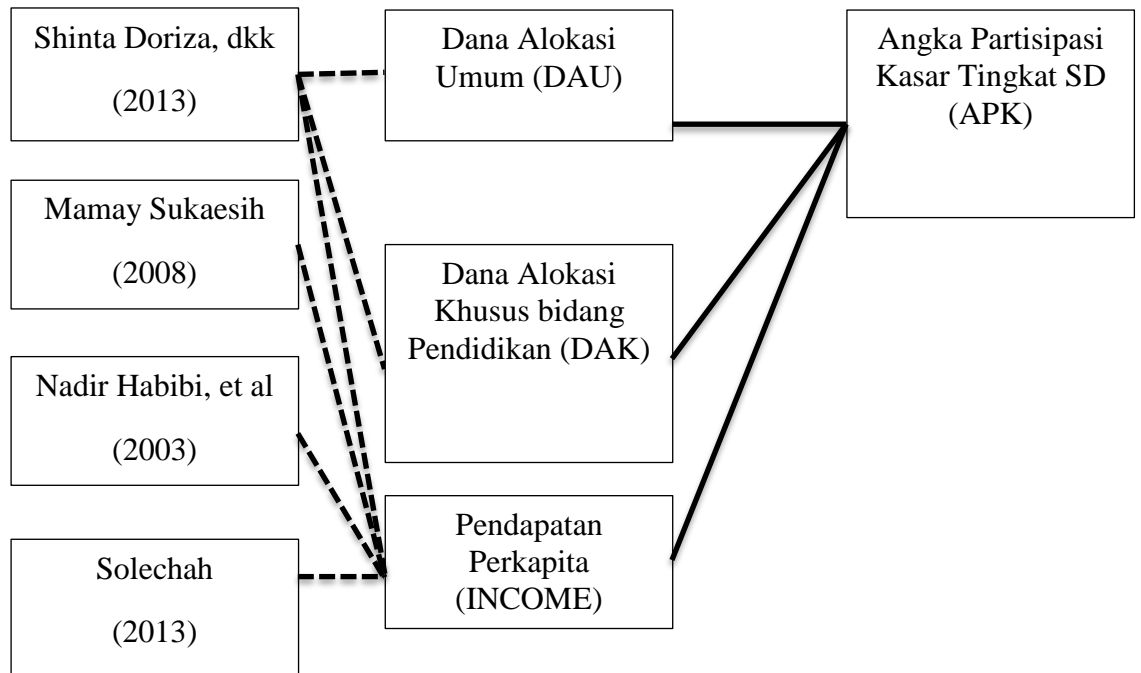 Shinta Doriza, dkk
(2013)
Mamay Sukaesih
(2008)
Nadir Habibi, et al
(2003)
Solechah
(2013)
Dana Alokasi
Umum (DAU)
Dana Alokasi
Khusus bidang
Pendidikan (DAK)
Pendapatan
Perkapita
(INCOME)
Angka Partisipasi
Kasar Tingkat SD
(APK)